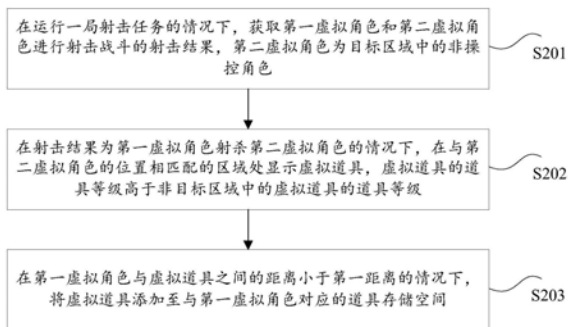 在运行一局射击任务的情况下，获取第一虚拟角色和第二虚拟角
色进行射击战斗的射击结果，第二虚拟角色为目标区域中的非操
控角色
S201
在射击结果为第一虚拟角色射杀第二虚拟角色的情况下，在与第
二虚拟角色的位置相匹配的区域处显示虚拟道具，虚拟道具的道
具等级高于非目标区域中的虚拟道具的道具等级
S202
在第一虚拟角色与虚拟道具之间的距离小于第一距离的情况下，
将虚拟道具添加至与第一虚拟角色对应的道具存储空间
S203